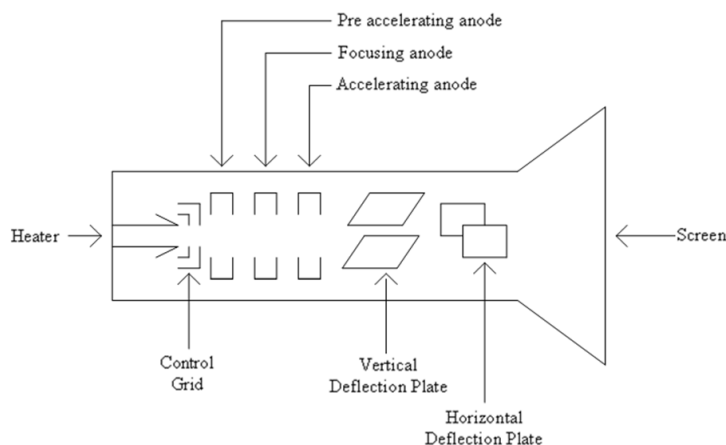 Pre accelerating anode
Focusing anode
Accelerating anode
Heater
Screen
Control
Grid
Vertical
Deflection Plate
Horizontal
Deflection Plate